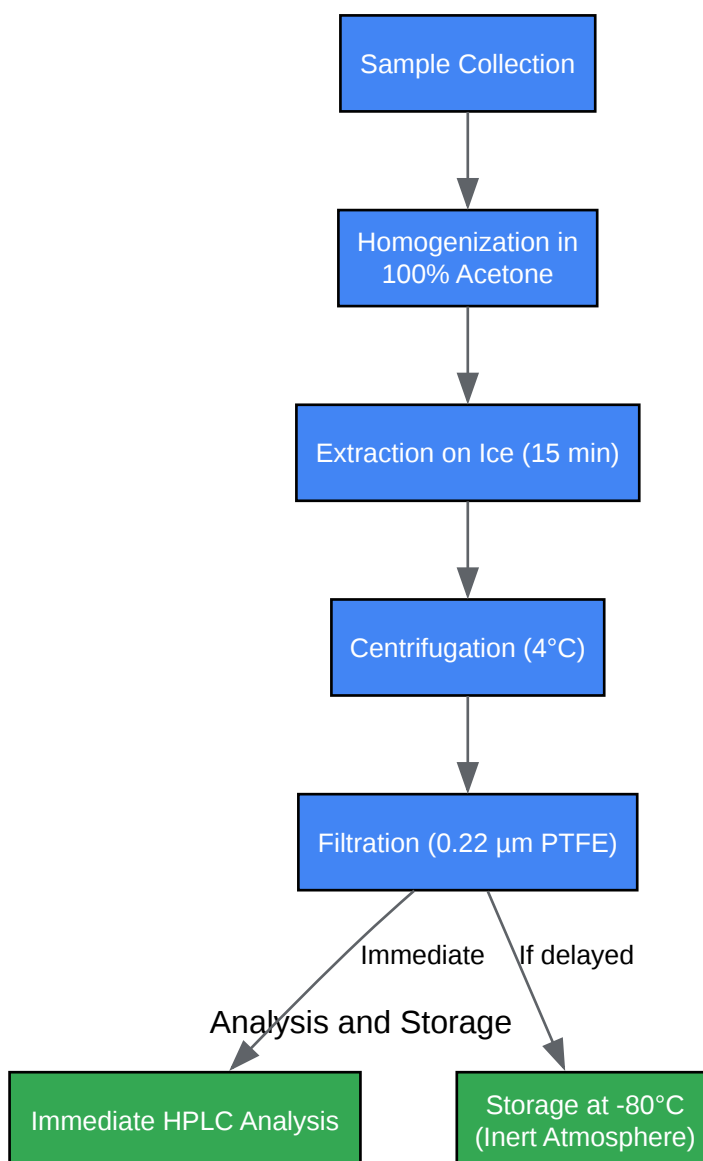 Sample Collection
Homogenization in
100% Acetone
Extraction on Ice (15 min)
Centrifugation (4°C)
Filtration (0.22 µm PTFE)
Immediate
If delayed
Analysis and Storage
Immediate HPLC Analysis
Storage at -80°C
(Inert Atmosphere)